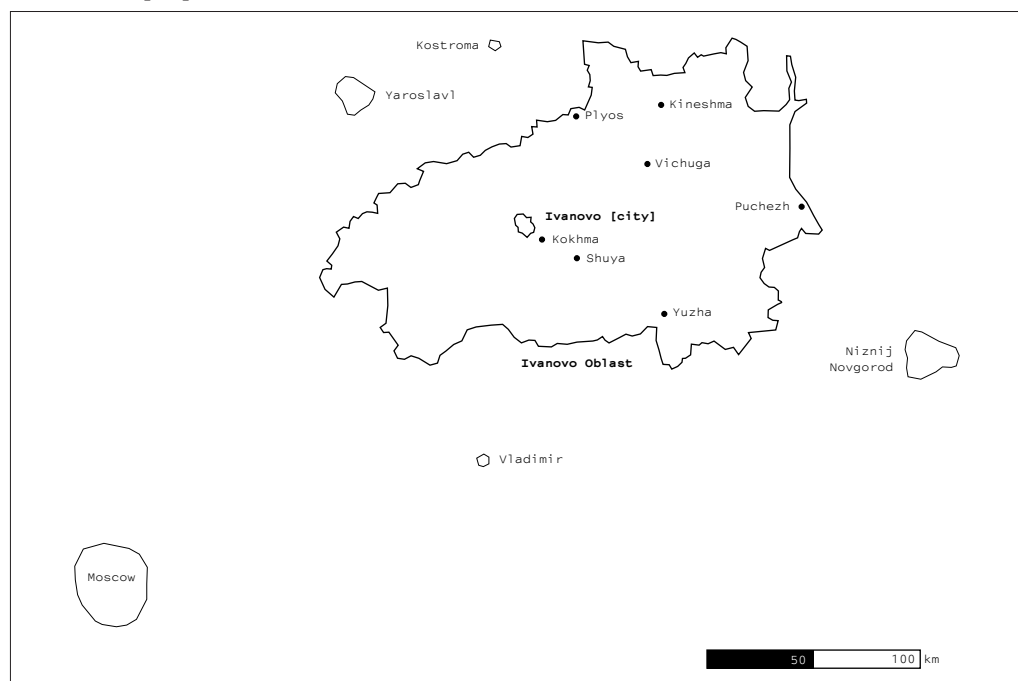 Kostroma
Yaroslavl
Kineshma
Plyos
Vichuga
Puchezh
Ivanovo [city]
Kokhma
Shuya
Yuzha
Niznij
Novgorod
Ivanovo Oblast
Vladimir
Moscow
50 100 km